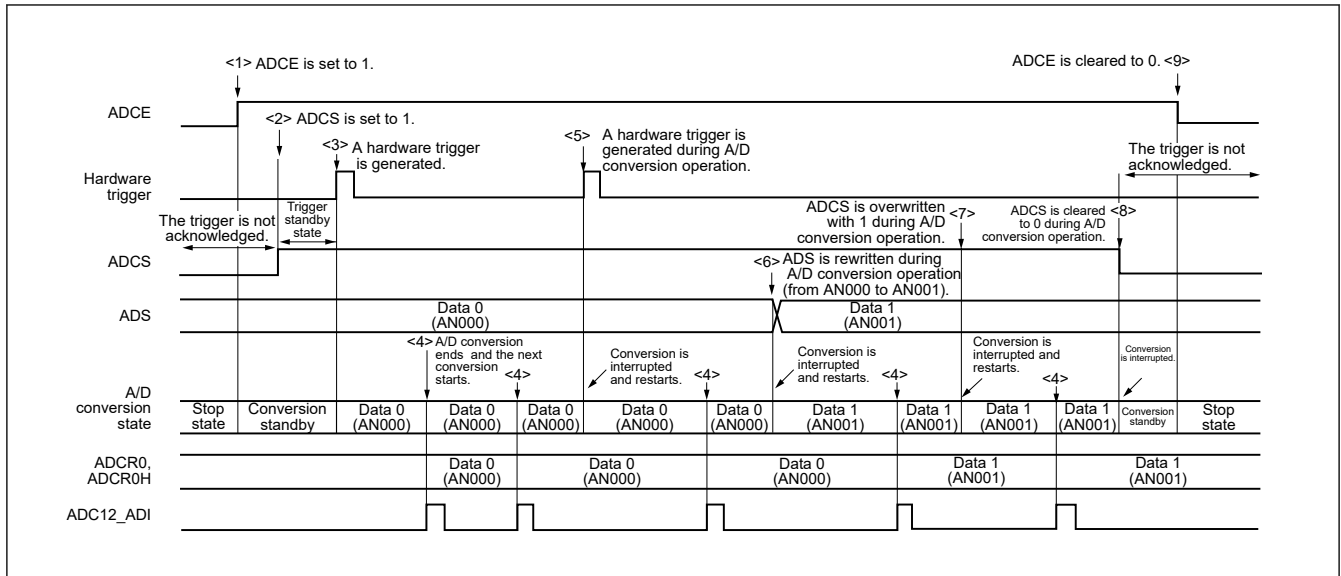 <1> ADCE is set to 1.
ADCE is cleared to 0. <9>
ADCE
<2> ADCS is set to 1.
<3> A hardware trigger
is generated.
<5> A hardware trigger is
generated during A/D
conversion operation.
The trigger is not
acknowledged.
Hardware
trigger
The trigger is not
acknowledged.
Trigger
standby
state
ADCS is overwritten <7>
with 1 during A/D
conversion operation.
ADCS is cleared <8>
to 0 during A/D
conversion operation.
ADCS
<6> ADS is rewritten during
A/D conversion operation
(from AN000 to AN001).
ADS
Data 0
(AN000)
Data 1
(AN001)
<4> A/D conversion
ends and the next
conversion
starts.
<4>
Conversion is
interrupted
and restarts.
<4>
Conversion is
interrupted
and restarts.
<4>
Conversion is
interrupted and
restarts.
<4>
Conversion
is interrupted.
A/D
conversion
state
Stop
state
Conversion
standby
Data 0
(AN000)
Data 0
(AN000)
Data 0
(AN000)
Data 0
(AN000)
Data 0
(AN000)
Data 1
(AN001)
Data 1
(AN001)
Data 1
(AN001)
Data 1
(AN001)
Conversion
standby
Stop
state
ADCR0,
ADCR0H
Data 0
(AN000)
Data 0
(AN000)
Data 0
(AN000)
Data 1
(AN001)
Data 1
(AN001)
ADC12_ADI